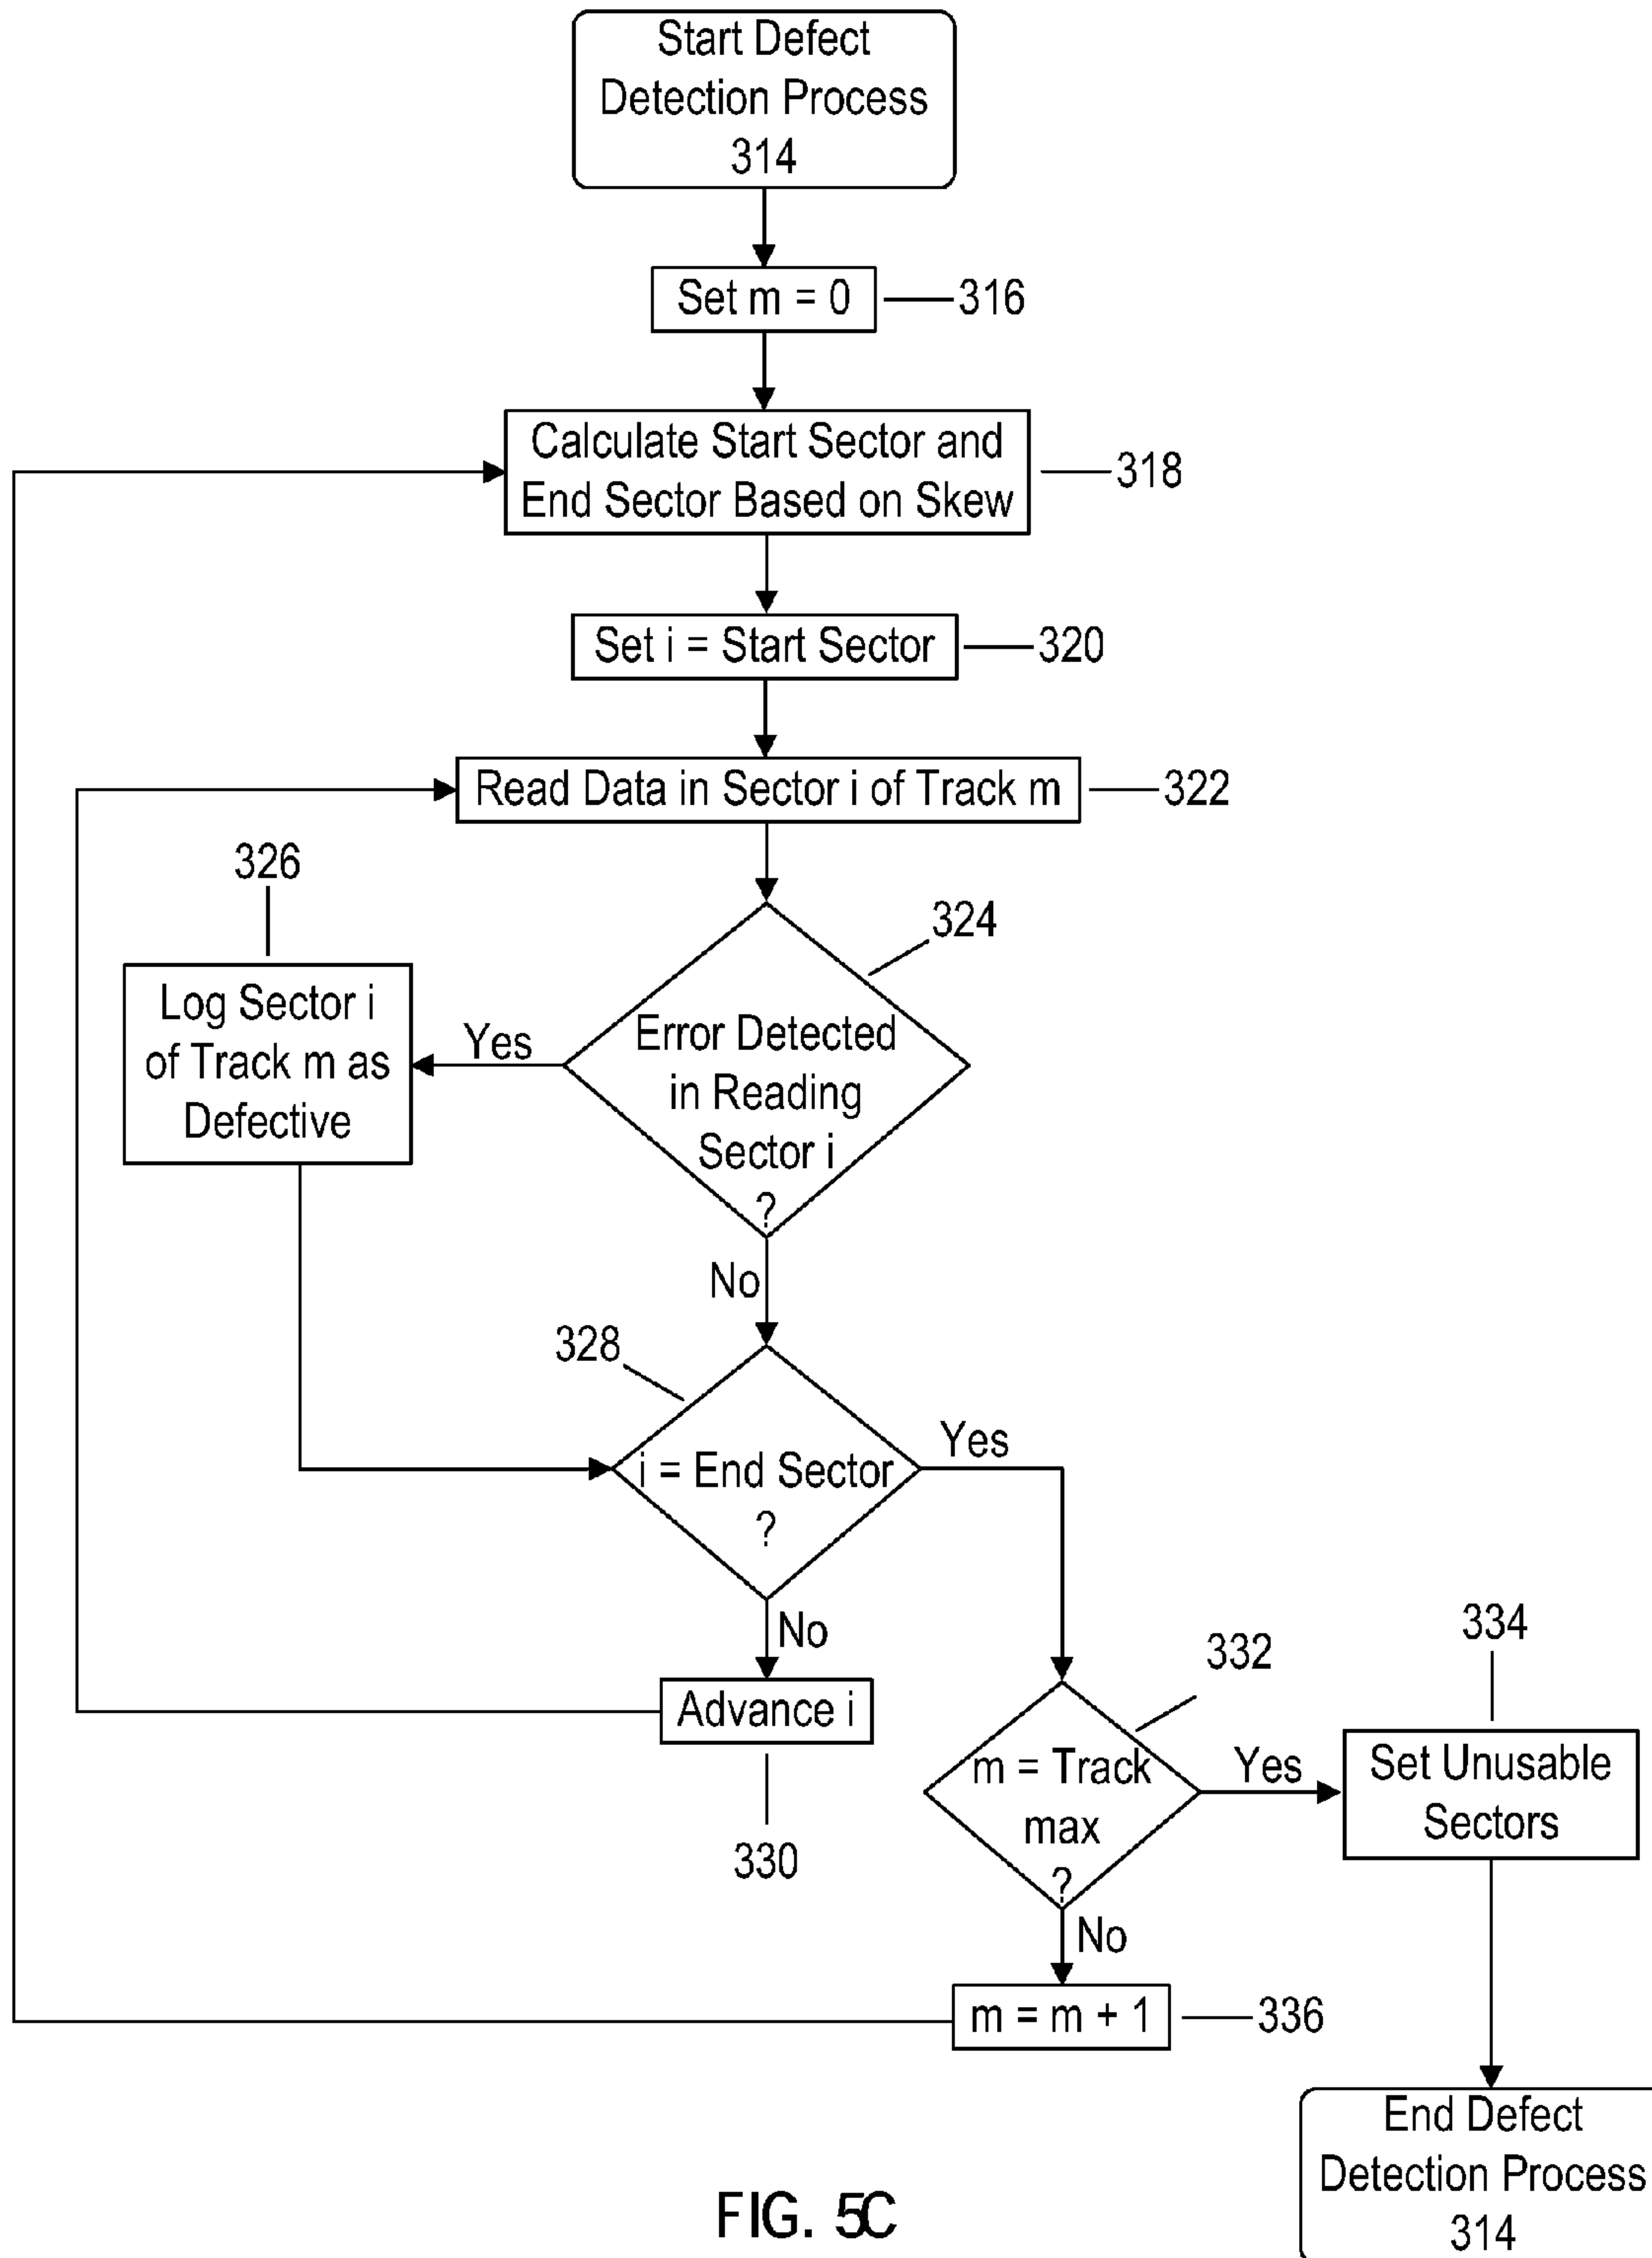 Start Defect
Detection Process
314
Set m = 0
316
Calculate Start Sector and
End Sector Based on Skew
318
Set i = Start Sector
320
Read Data in Sector i of Track m
322
326
324
Log Sector i
of Track m as
Defective
Yes
Error Detected
in Reading
Sector i
?
No
328
i = End Sector
?
Yes
No
Advance i
330
332
334
m = Track
max
?
Yes
Set Unusable
Sectors
No
m = m + 1
336
End Defect
Detection Process
314
FIG. 5C